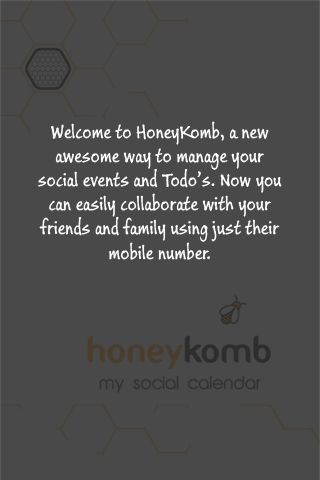 Welcome to HoneyKomb, a new
awesome way to manage your
social events and Todo's. Now you
can easily collaborate with your
friends and family using just their
mobile number.
honeykomb
my social calendar